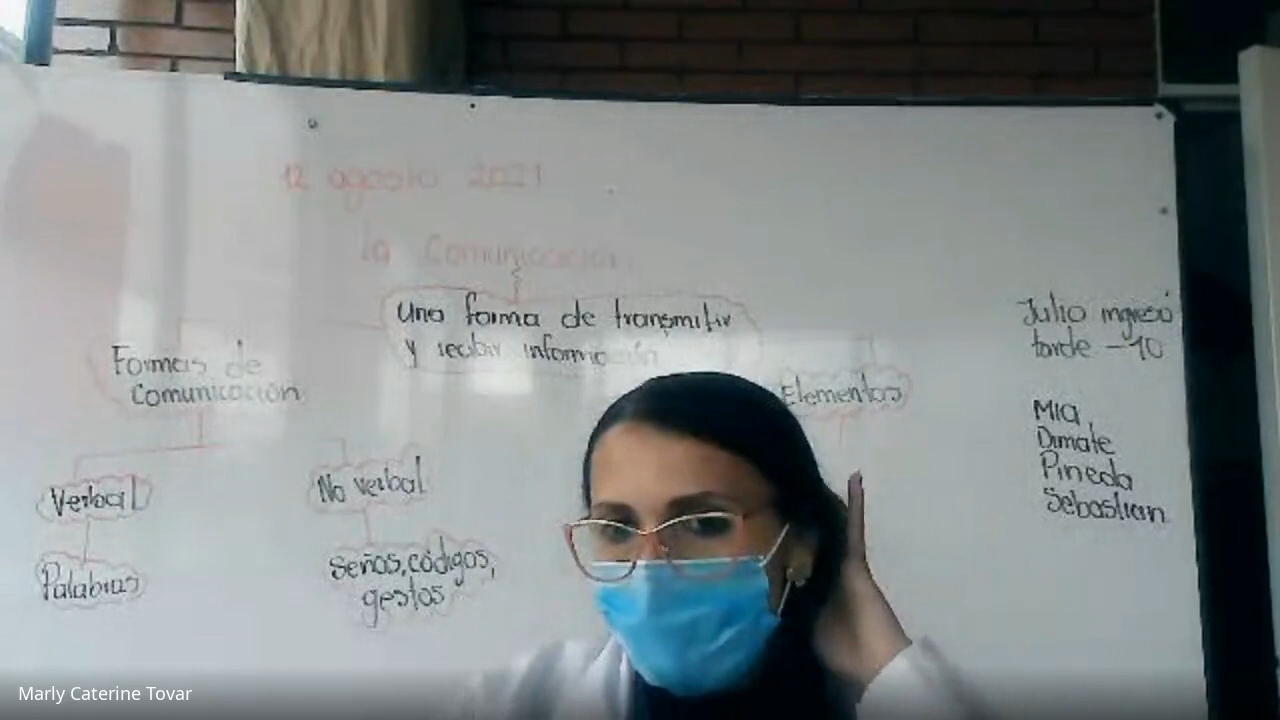 12 agosto 2021
la Comunicación
Una forma de transmitir
y recibir información
Formas de
Comunicación
Verbal
Palabras
No verbal
señas, códigos,
gestos
Elementos
Julio ingresó
tarde - 10
Mia
Dimate
Pineda
Sebastian
Marly Caterine Tovar